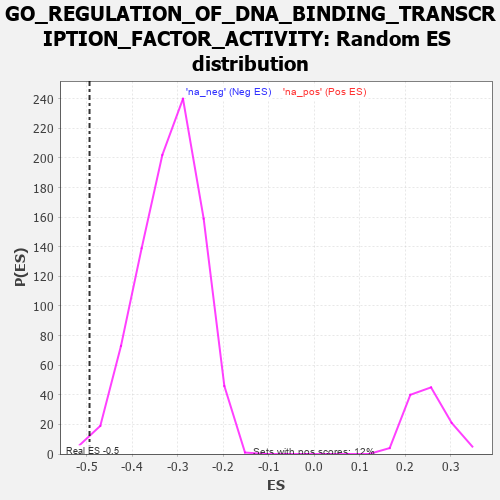 GO_REGULATION_OF_DNA_BINDING_TRANSCR
IPTION_FACTOR_ACTIVITY: Random ES
distribution
'na_neg' (Neg ES) 'na_pos' (Pos ES)
240
220
200
180
160
140
120
100
80
60
40
20
0
P(ES)
Real ES -0.5
Sets with pos scores: 12%
-0.5 -0.4 -0.3 -0.2 -0.1 0.0 0.1 0.2 0.3
ES